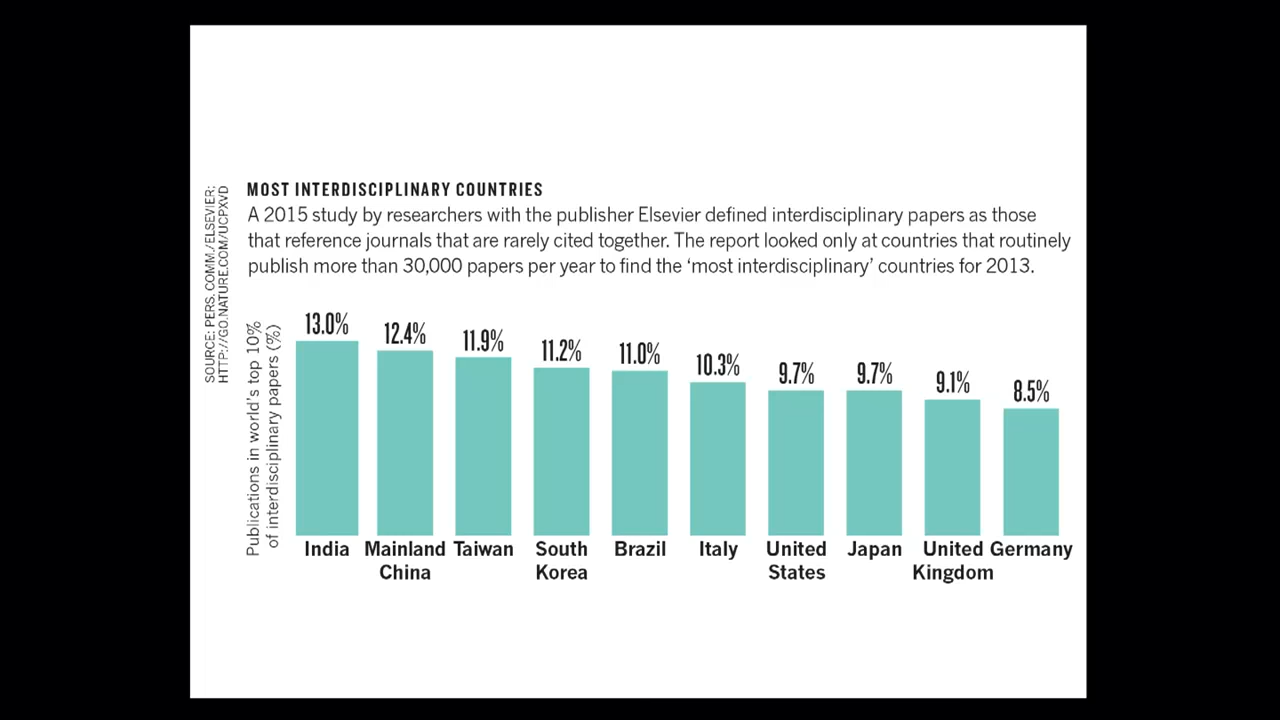 MOST INTERDISCIPLINARY COUNTRIES
A 2015 study by researchers with the publisher Elsevier defined interdisciplinary papers as those
that reference journals that are rarely cited together. The report looked only at countries that routinely
publish more than 30,000 papers per year to find the ‘most interdisciplinary’ countries for 2013.
SOURCE: PERS. COMM./ELSEVIER;
HTTP://GO.NATURE.COM/UCPXVD
Publications in world's top 10%
of interdisciplinary papers (%)
13.0%
12.4%
11.9%
11.2%
11.0%
10.3%
9.7%
9.7%
9.1%
8.5%
India
Mainland
China
Taiwan
South
Korea
Brazil
Italy
United
States
Japan
United
Kingdom
Germany